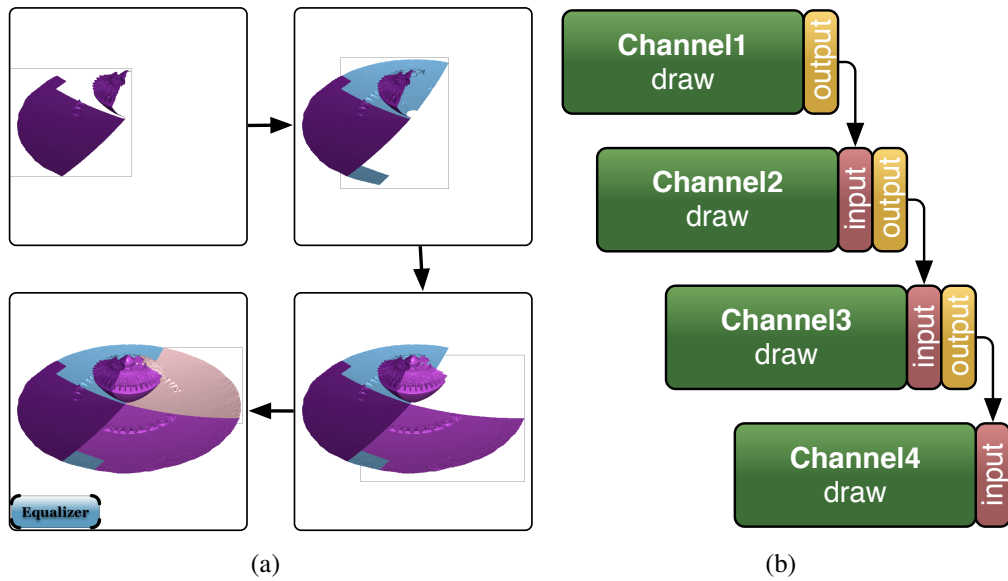 Channel1
draw
output
Channel2
draw
input
output
Channel3
draw
input
output
Channel4
draw
input
Equalizer
(a)
(b)